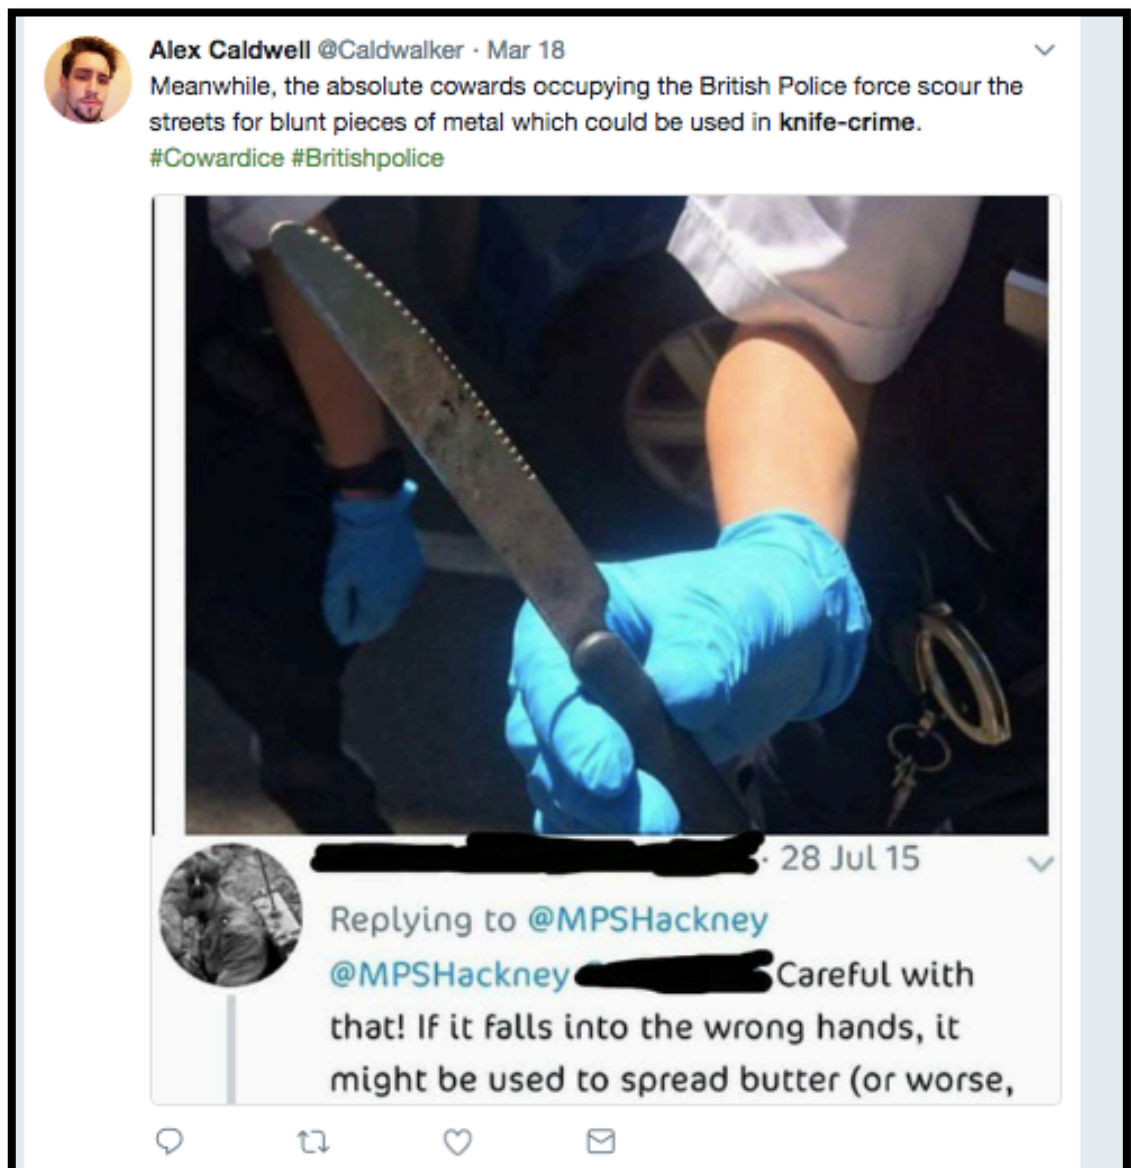 Alex Caldwell @Caldwalker · Mar 18
Meanwhile, the absolute cowards occupying the British Police force scour the
streets for blunt pieces of metal which could be used in knife-crime.
#Cowardice #Britishpolice
· 28 Jul 15
Replying to @MPSHackney
@MPSHackney Careful with
that! If it falls into the wrong hands, it
might be used to spread butter (or worse,